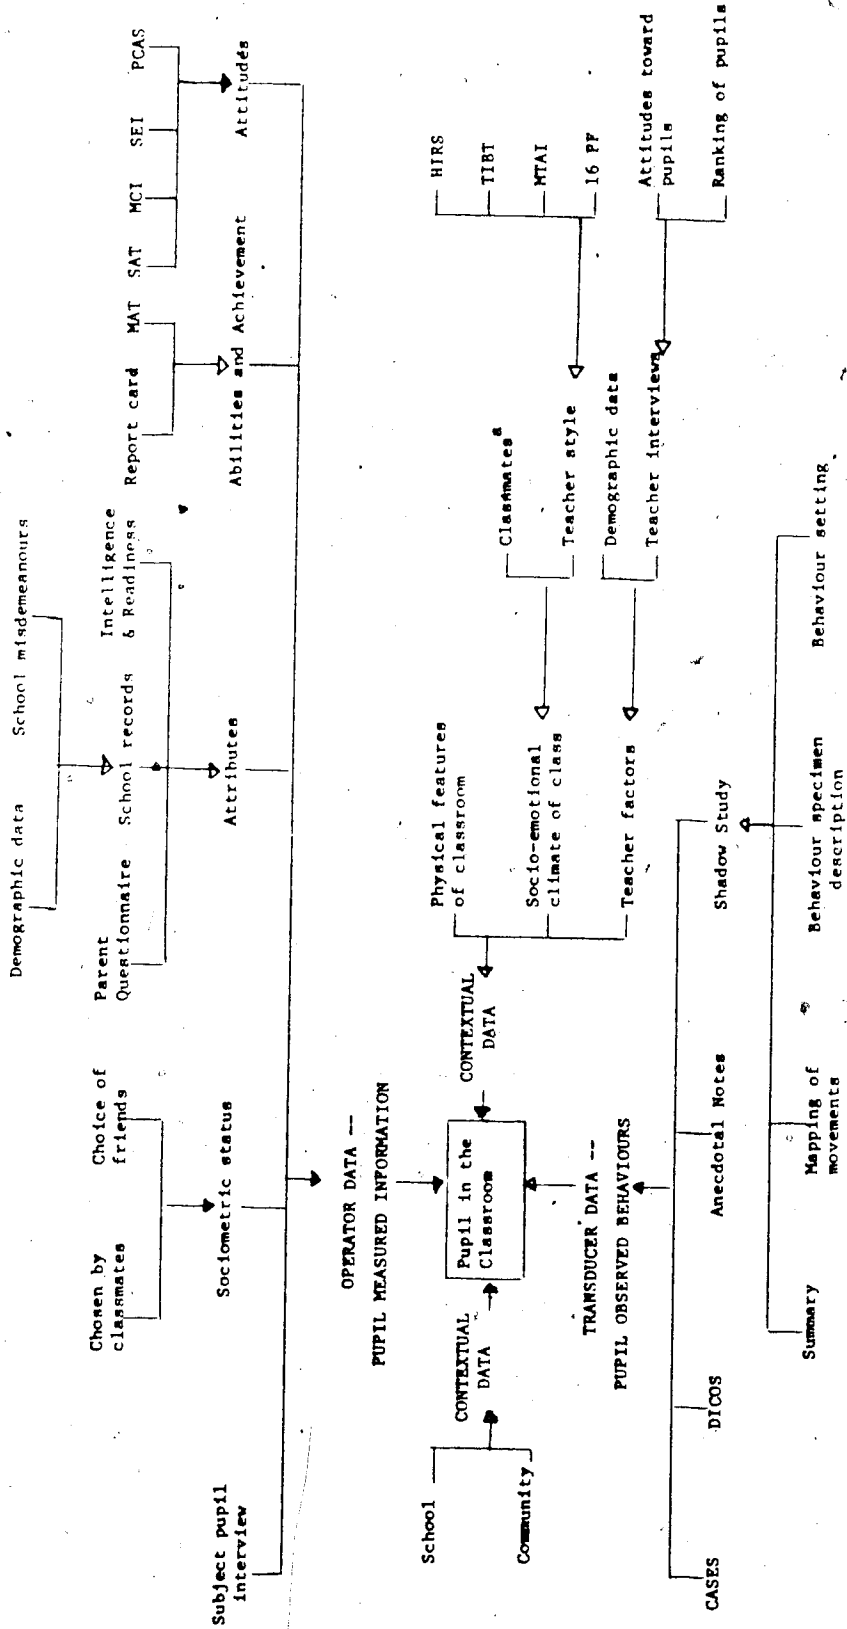 Demographic data
School misdemeanours
Parent
Questionnaire
School records
Intelligence
& Readiness
Report card
MAT
SAT
MCI
SEI
PCAS
Chosen by
classmates
Choice of
friends
Subject pupil
interview
Sociometric status
Attributes
Abilities and Achievement
Attitudes
OPERATOR DATA --
PUPIL MEASURED INFORMATION
School
Community
CONTEXTUAL
DATA
Pupil in the
Classroom
CONTEXTUAL
DATA
Physical features
of classroom
Socio-emotional
climate of class
Teacher factors
Classmates a
Teacher style
Demographic data
Teacher interviews
HIRS
TIBT
MTAI
16 PF
Attitudes toward
pupils
Ranking of pupils
TRANSDUCER DATA --
PUPIL OBSERVED BEHAVIOURS
CASES
DICOS
Anecdotal Notes
Shadow Study
Summary
Mapping of
movements
Behaviour specimen
description
Behaviour setting